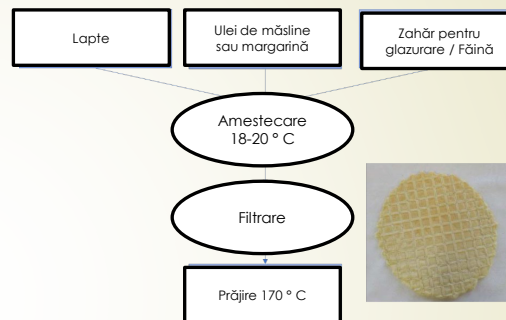 Lapte
Ulei de măsline
sau margarină
Zahăr pentru
glazurare / Făină
Amestecare
18-20 ° C
Filtrare
Prăjire 170 ° C